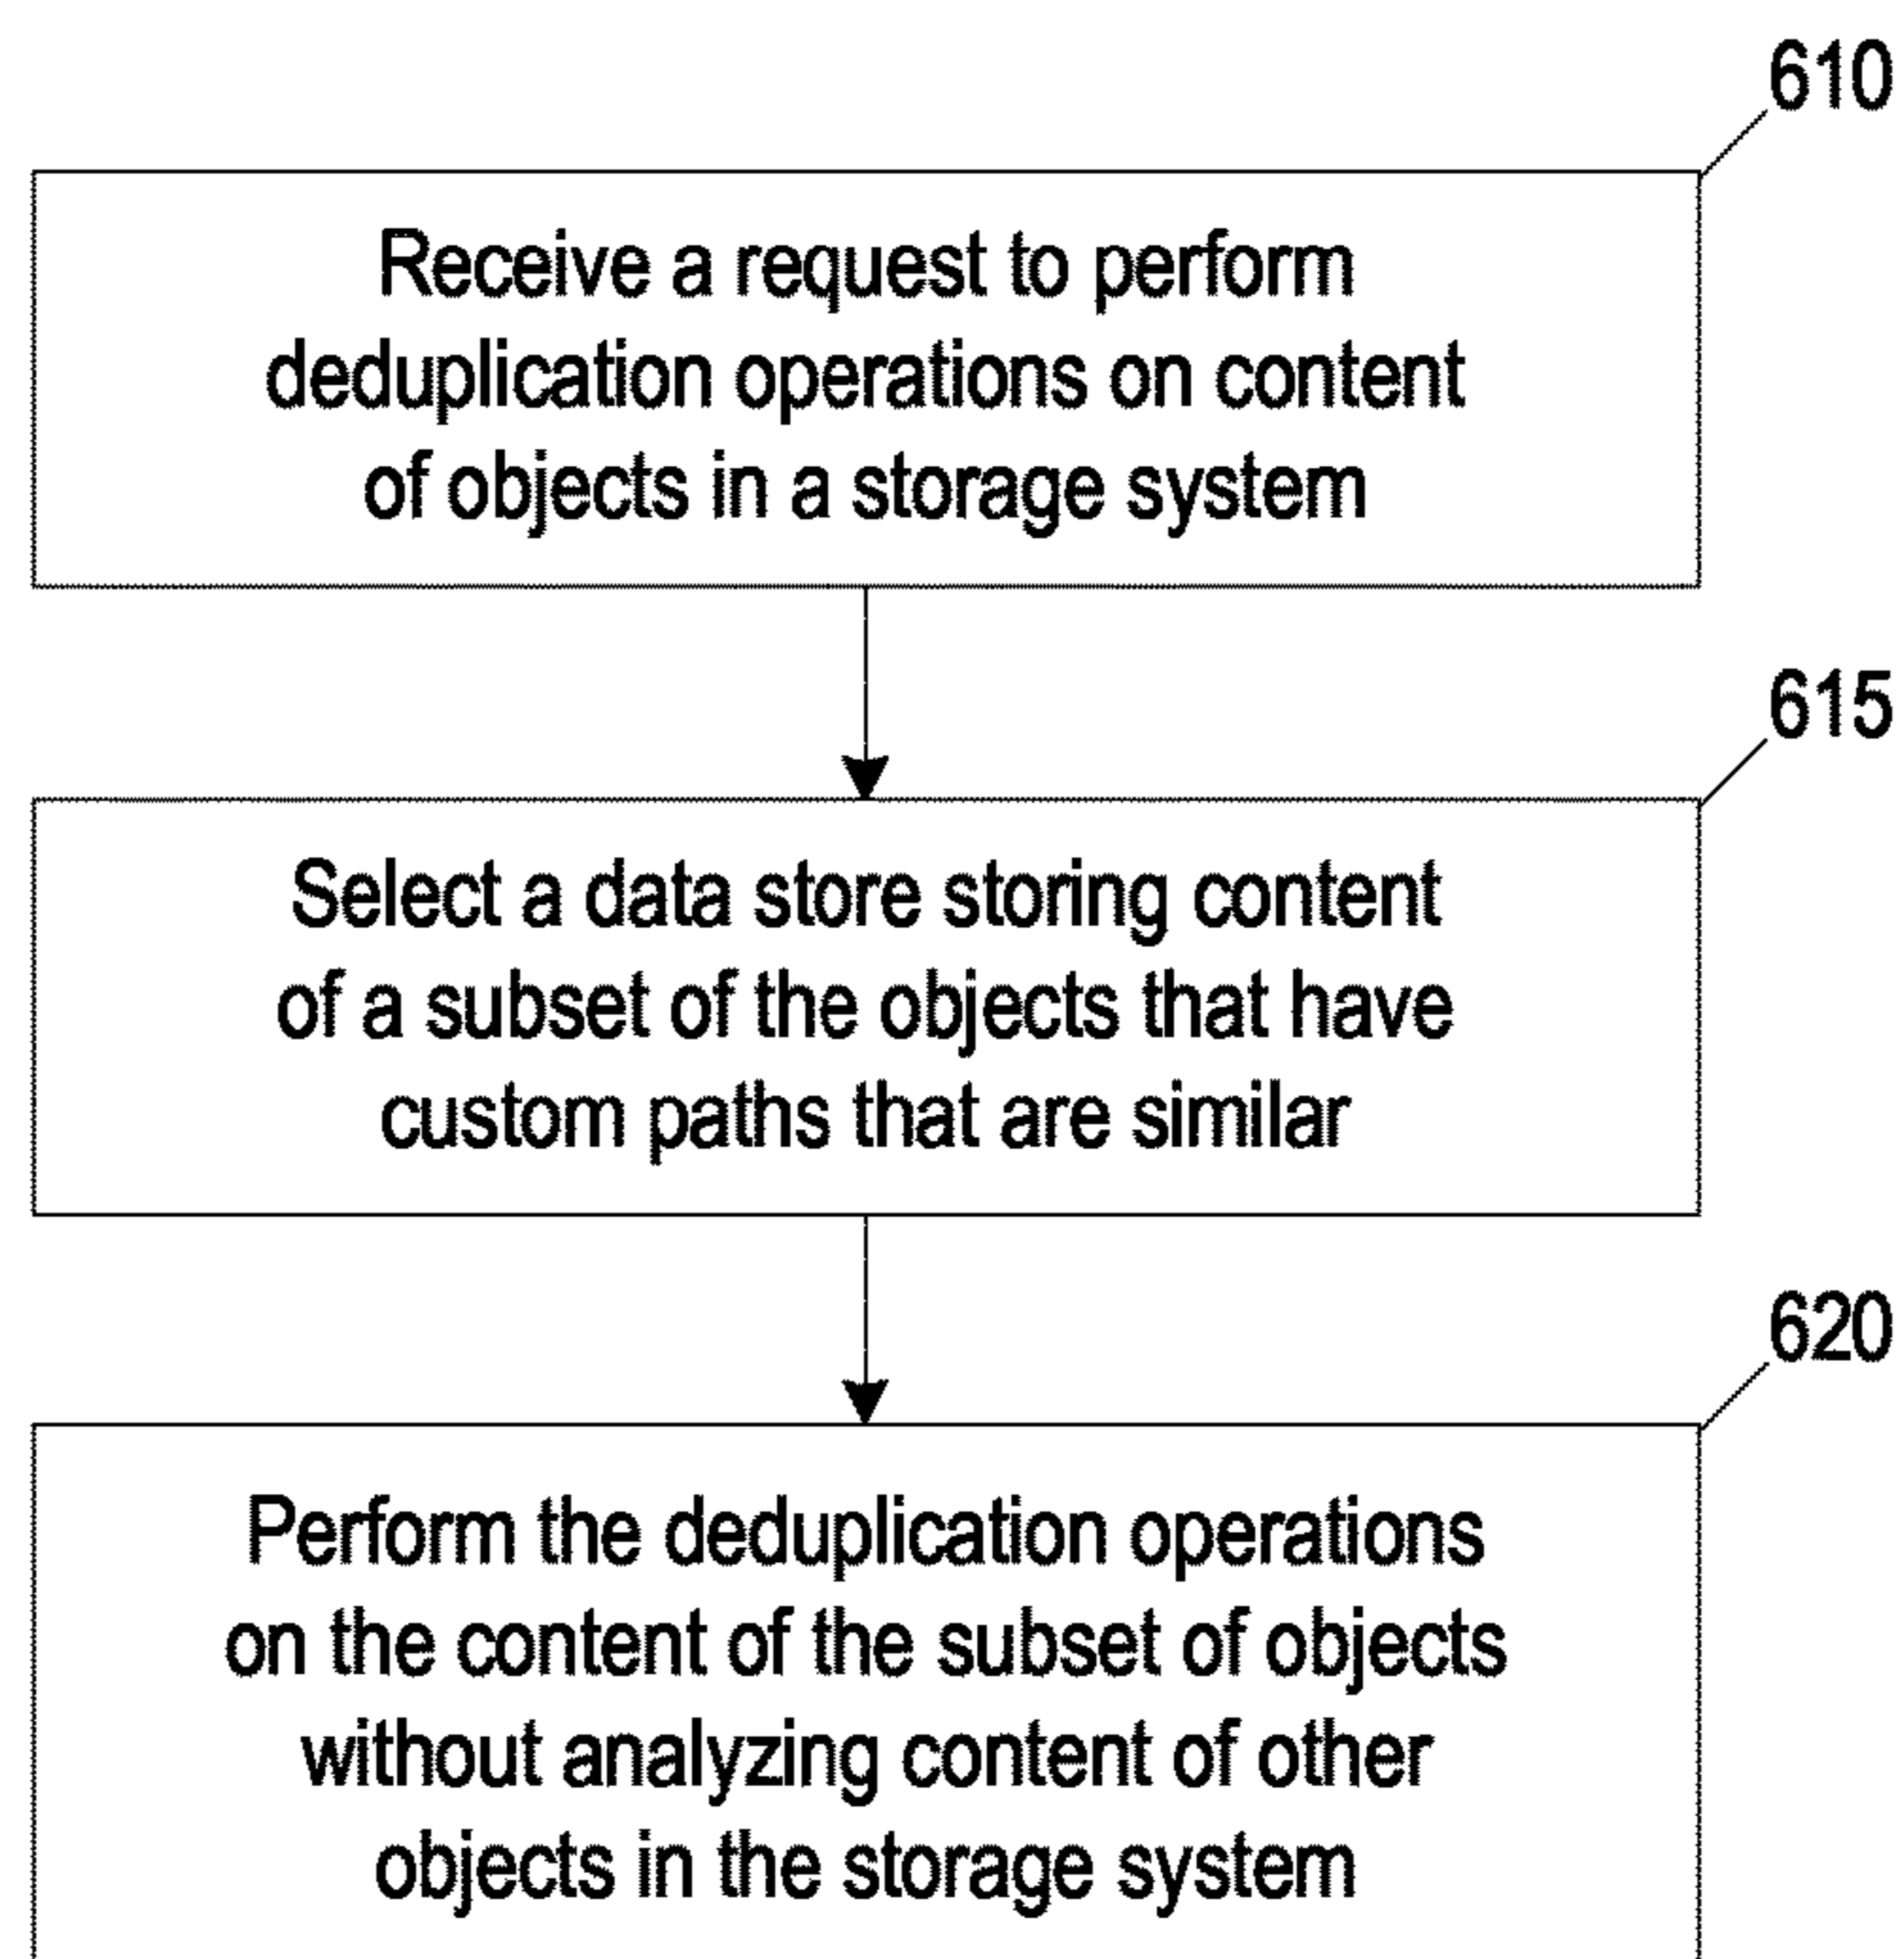 610
Receive a request to perform
deduplication operations on content
of objects in a storage system
615
Select a data store storing content
of a subset of the objects that have
custom paths that are similar
620
Perform the deduplication operations
on the content of the subset of objects
without analyzing content of other
objects in the storage system